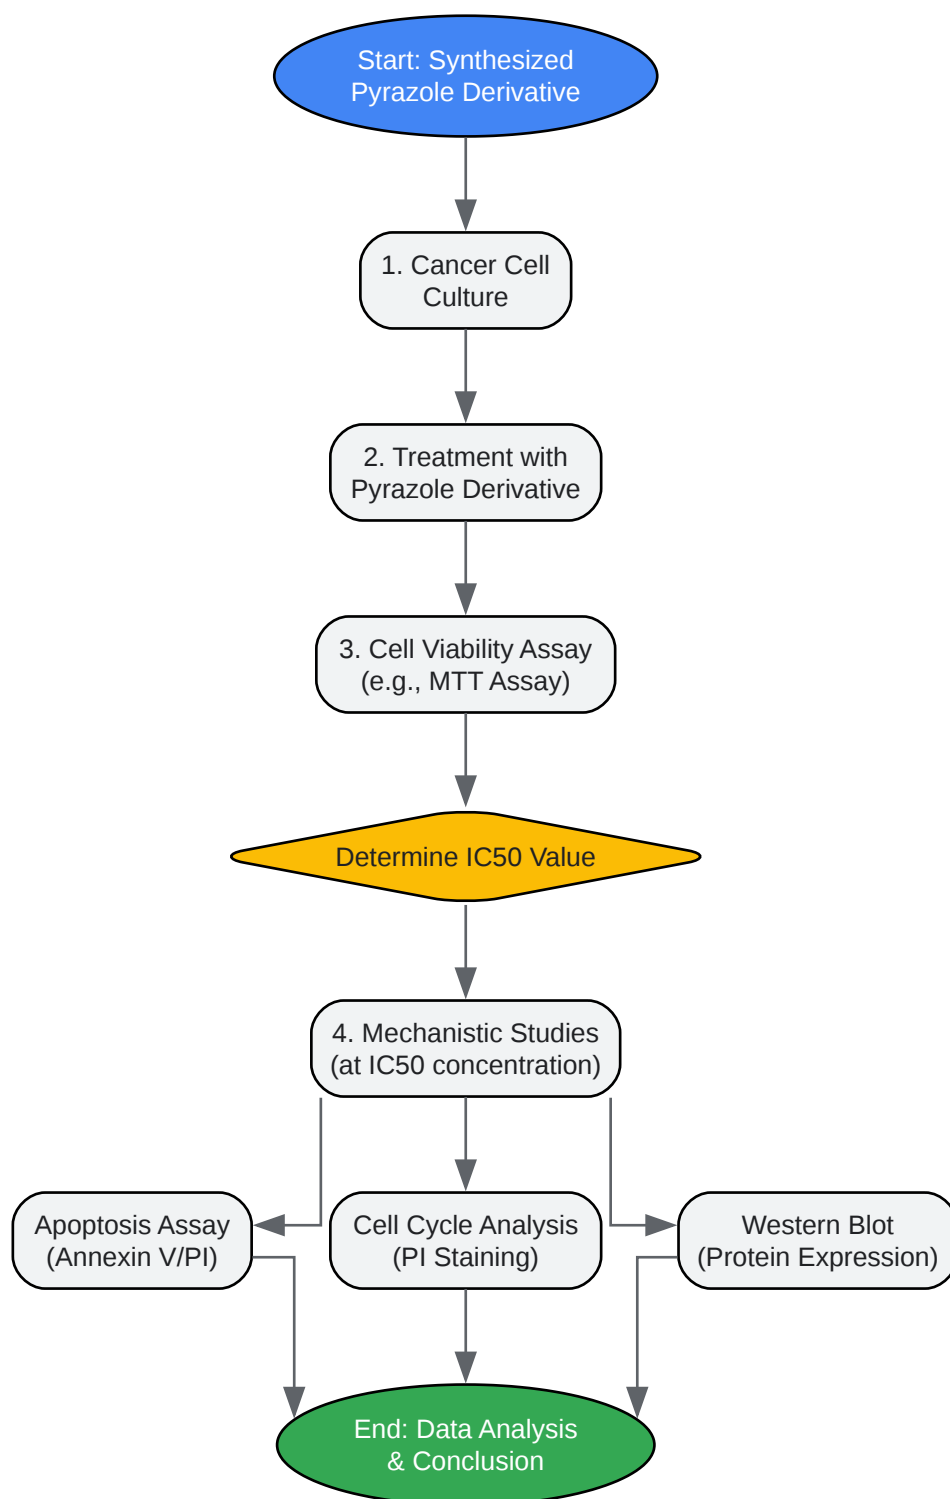 Start: Synthesized
Pyrazole Derivative
1. Cancer Cell
Culture
2. Treatment with
Pyrazole Derivative
3. Cell Viability Assay
(e.g., MTT Assay)
Determine IC50 Value
4. Mechanistic Studies
(at IC50 concentration)
Apoptosis Assay
(Annexin V/PI)
Cell Cycle Analysis
(PI Staining)
Western Blot
(Protein Expression)
End: Data Analysis
& Conclusion